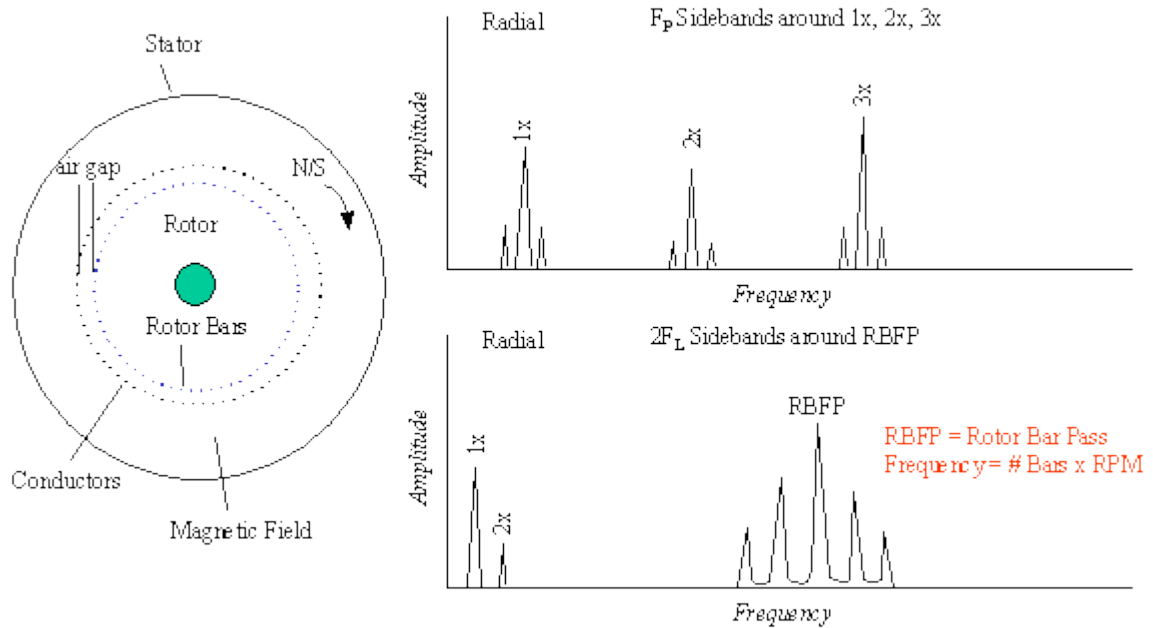 Stator
air gap
N/S
Rotor
Rotor Bars
Conductors
Magnetic Field
Radial
FP Sidebands around 1x, 2x, 3x
Amplitude
1x
2x
3x
Frequency
Radial
2FL Sidebands around RBFP
Amplitude
1x
2x
RBFP
RBFP = Rotor Bar Pass
Frequency = # Bars x RPM
Frequency